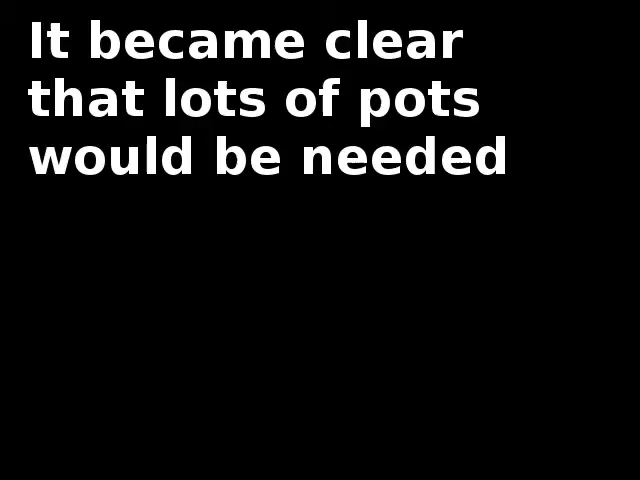 It became clear
that lots of pots
would be needed